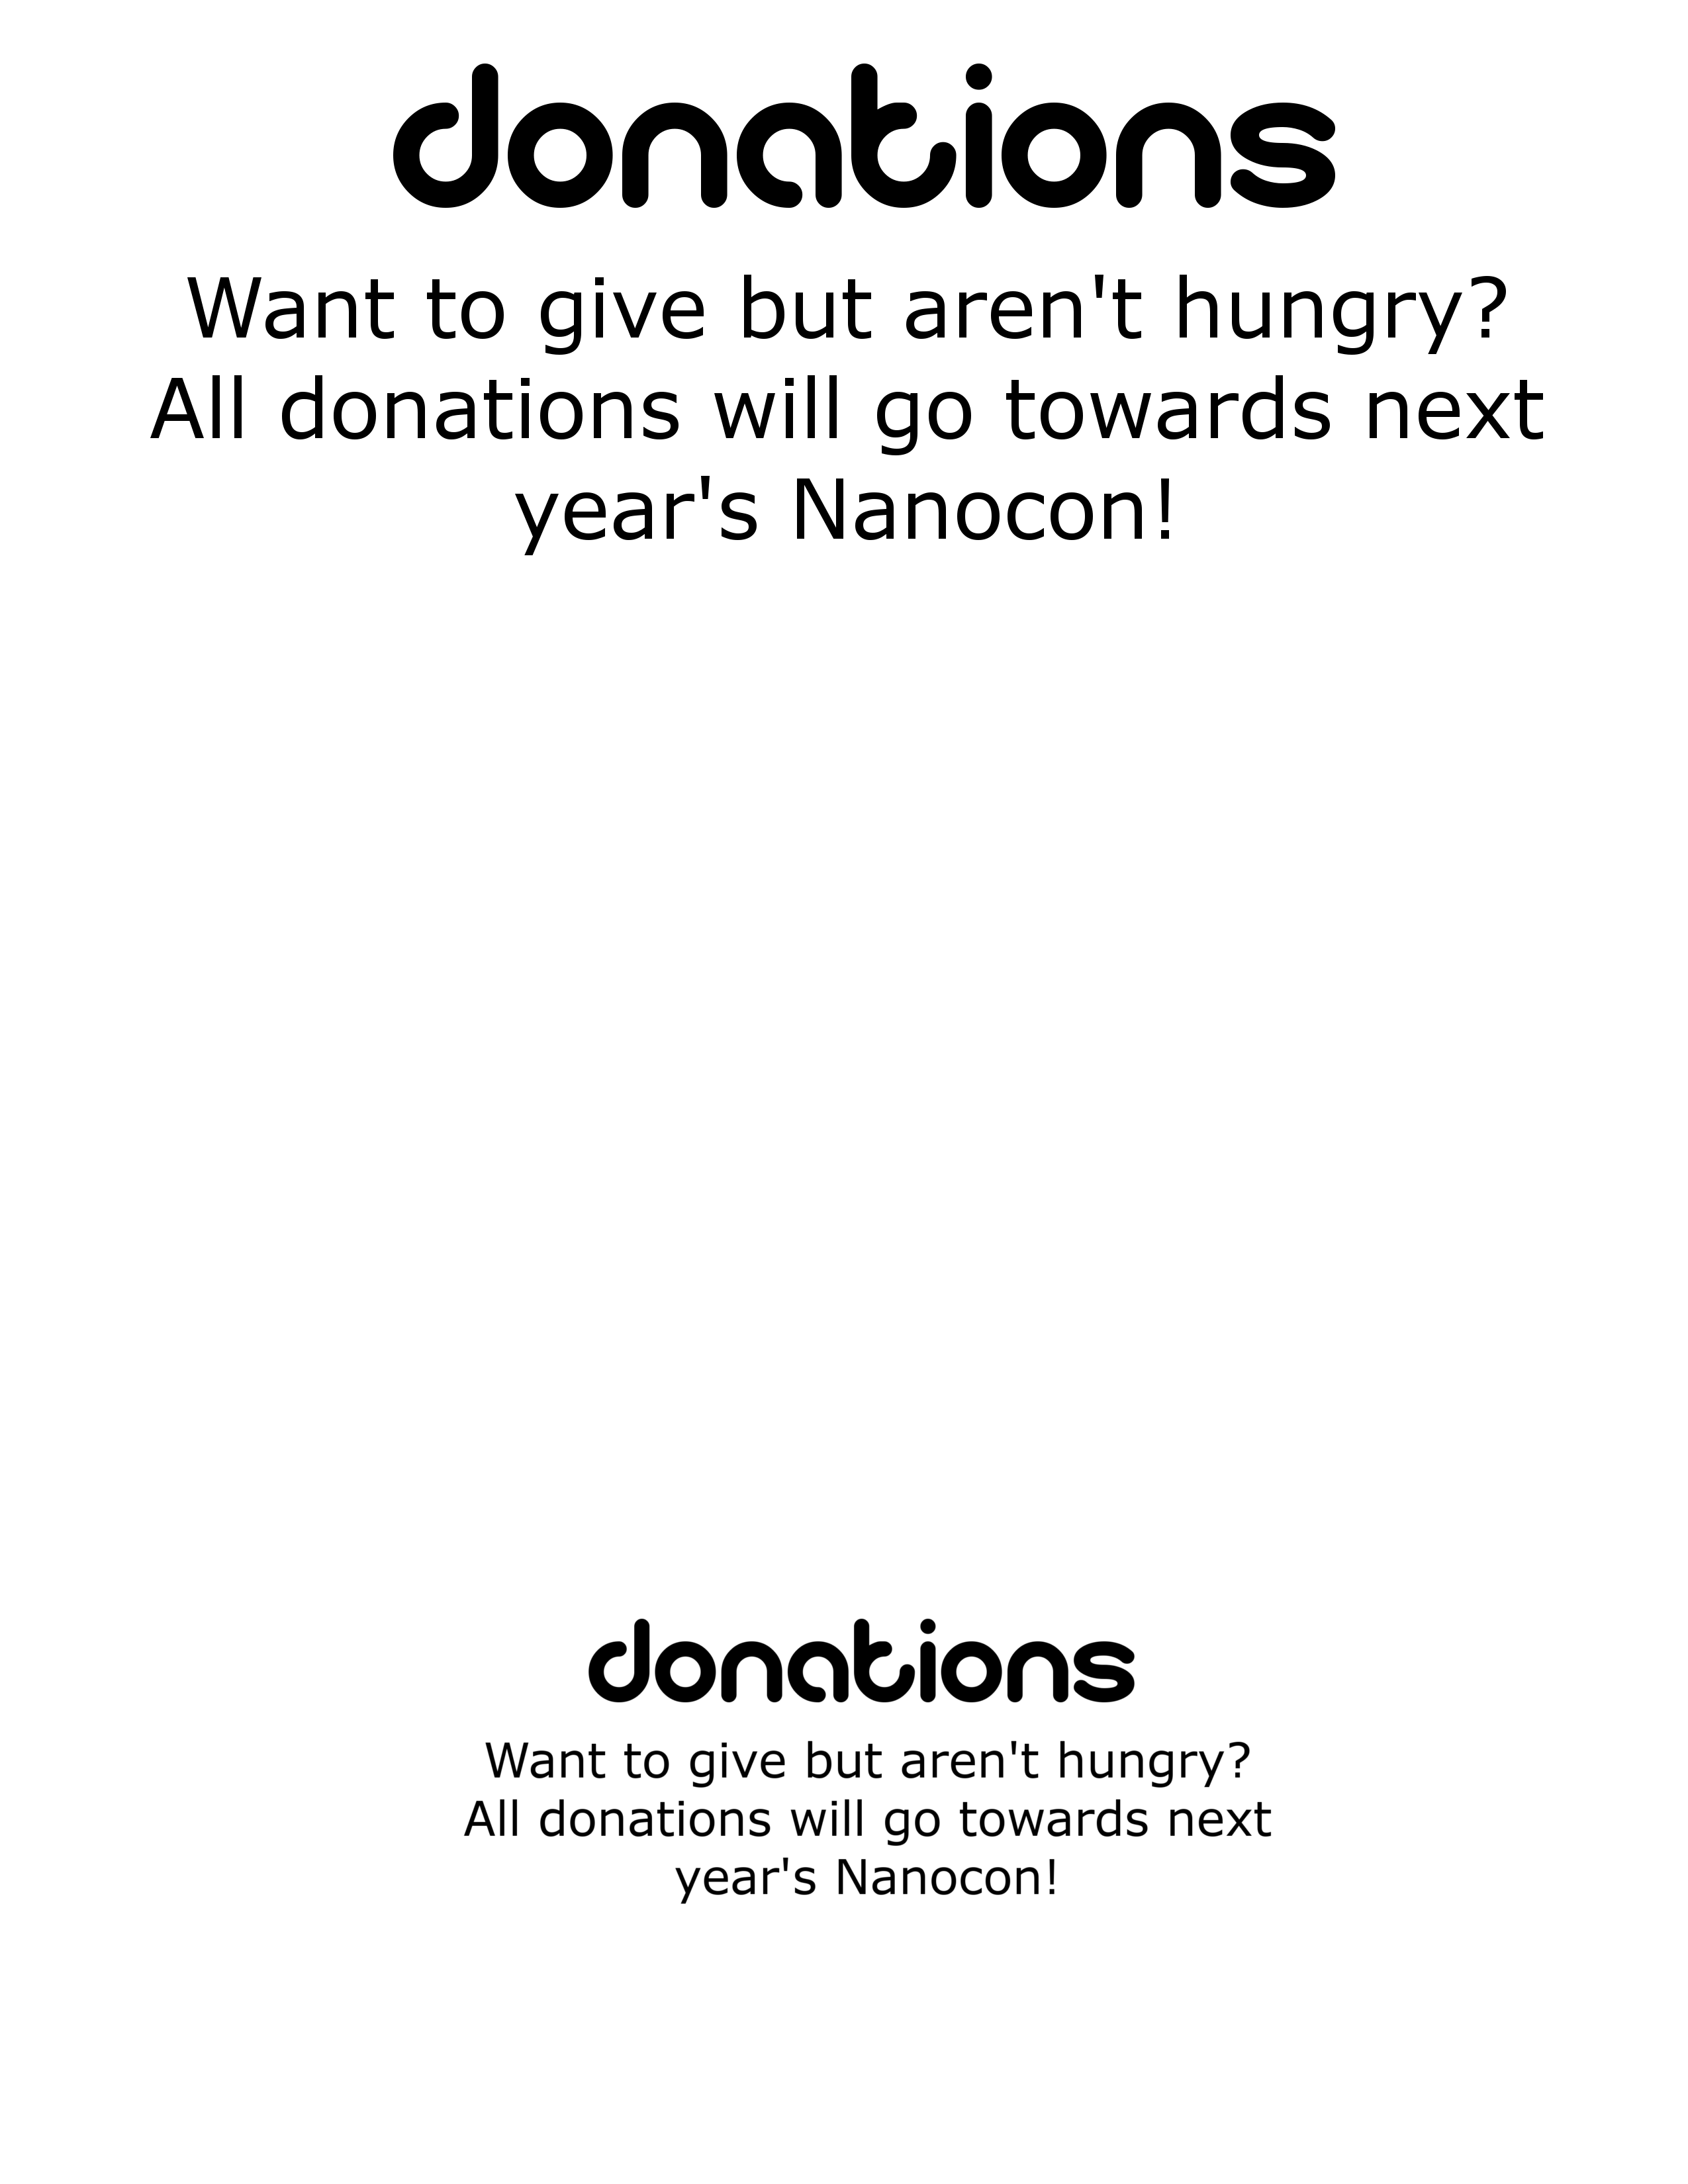 donations
Want to give but aren't hungry?
All donations will go towards next
year's Nanocon!
donations
Want to give but aren't hungry?
All donations will go towards next
year's Nanocon!